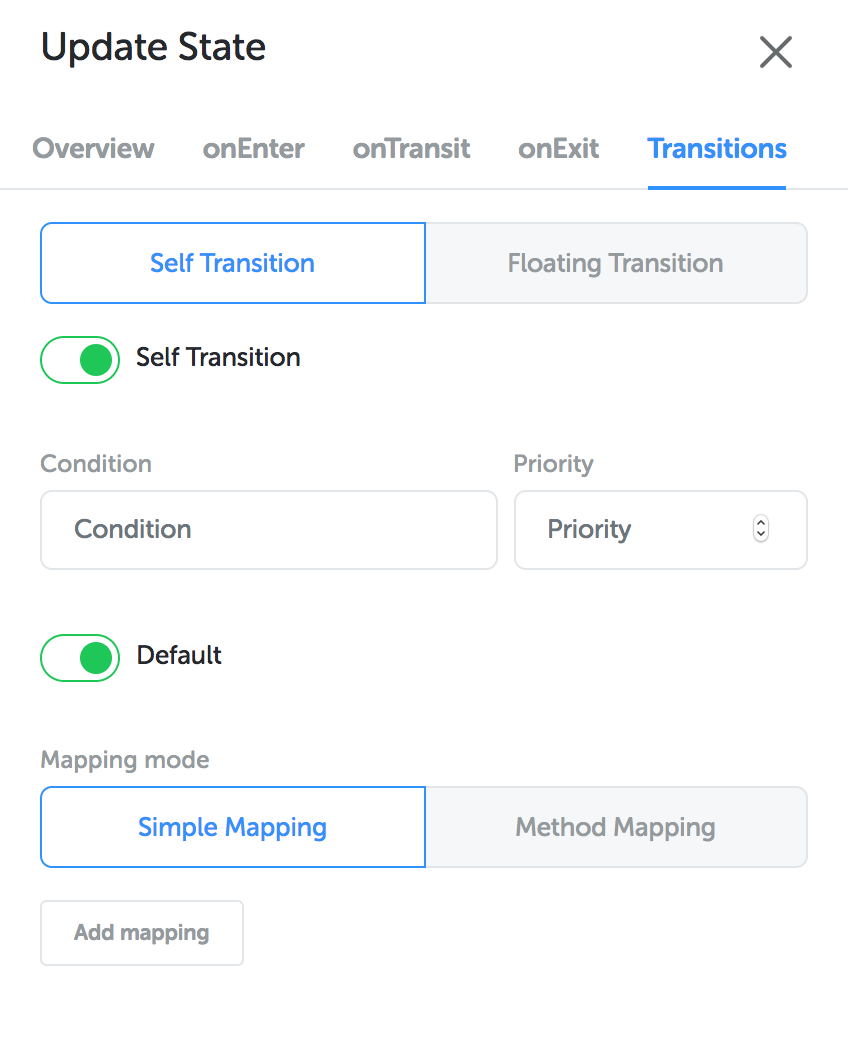 Update State
Overview onEnter onTransit onExit Transitions
Self Transition Floating Transition
Self Transition
Condition Priority
Condition Priority
Default
Mapping mode
Simple Mapping Method Mapping
Add mapping